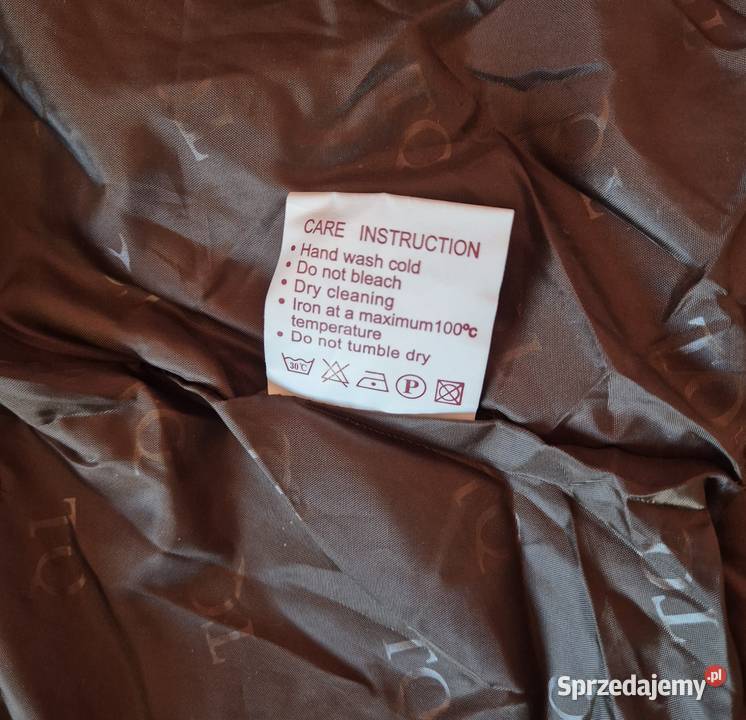 CARE INSTRUCTION
• Hand wash cold
• Do not bleach
• Dry cleaning
• Iron at a maximum100°c
temperature
• Do not tumble dry
30°C
P
Sprzedajemy.pl